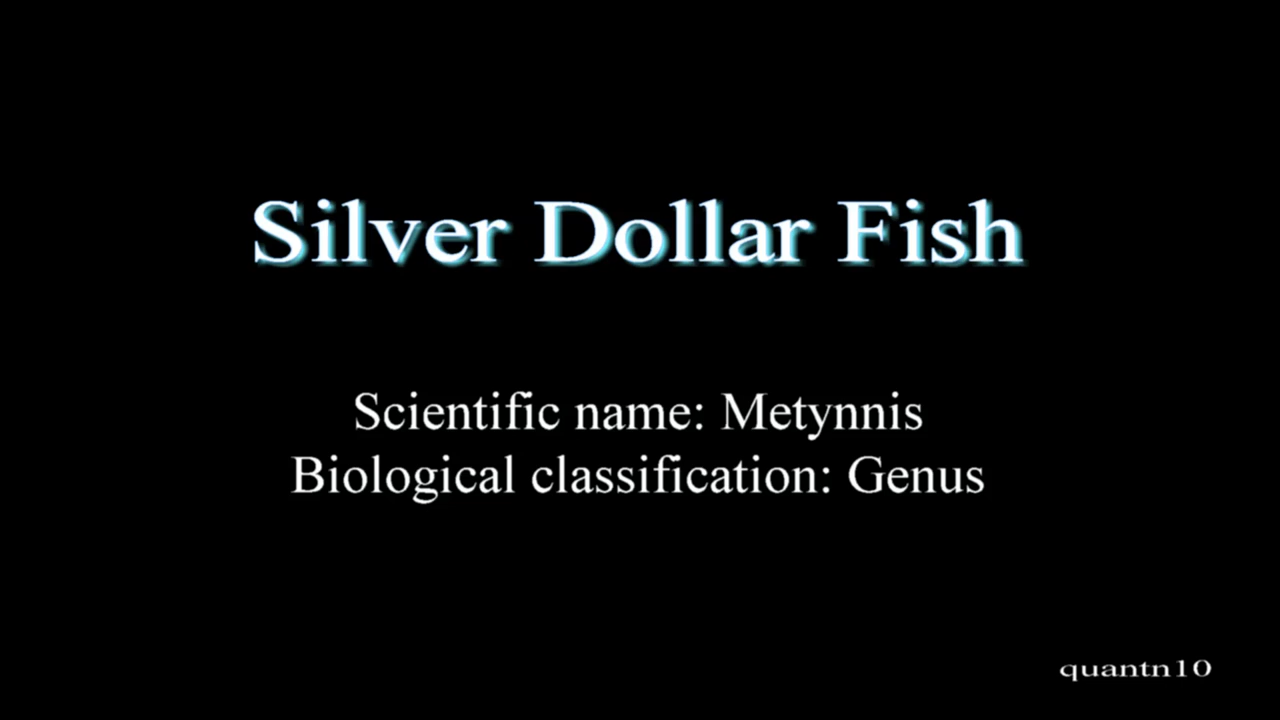 Silver Dollar Fish
Scientific name: Metynnis
Biological classification: Genus
quantn10